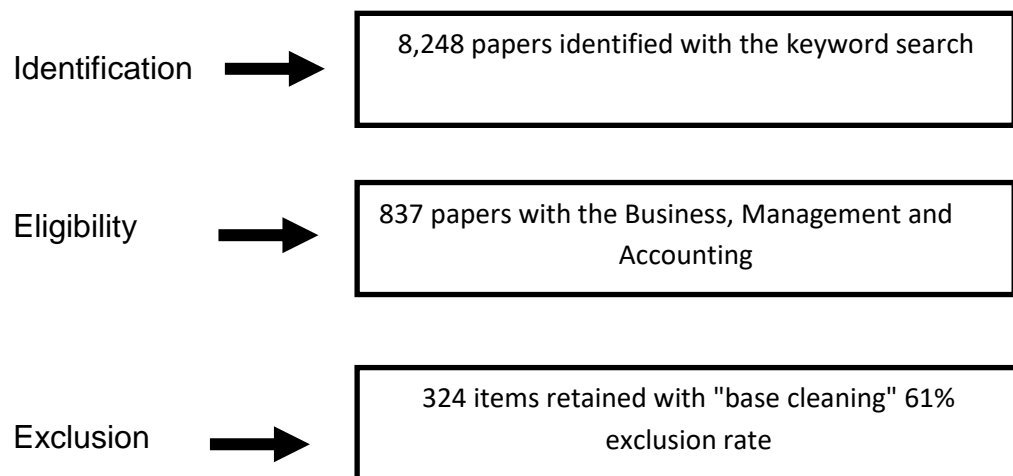 Identification
8,248 papers identified with the keyword search
Eligibility
837 papers with the Business, Management and
Accounting
Exclusion
324 items retained with "base cleaning" 61%
exclusion rate